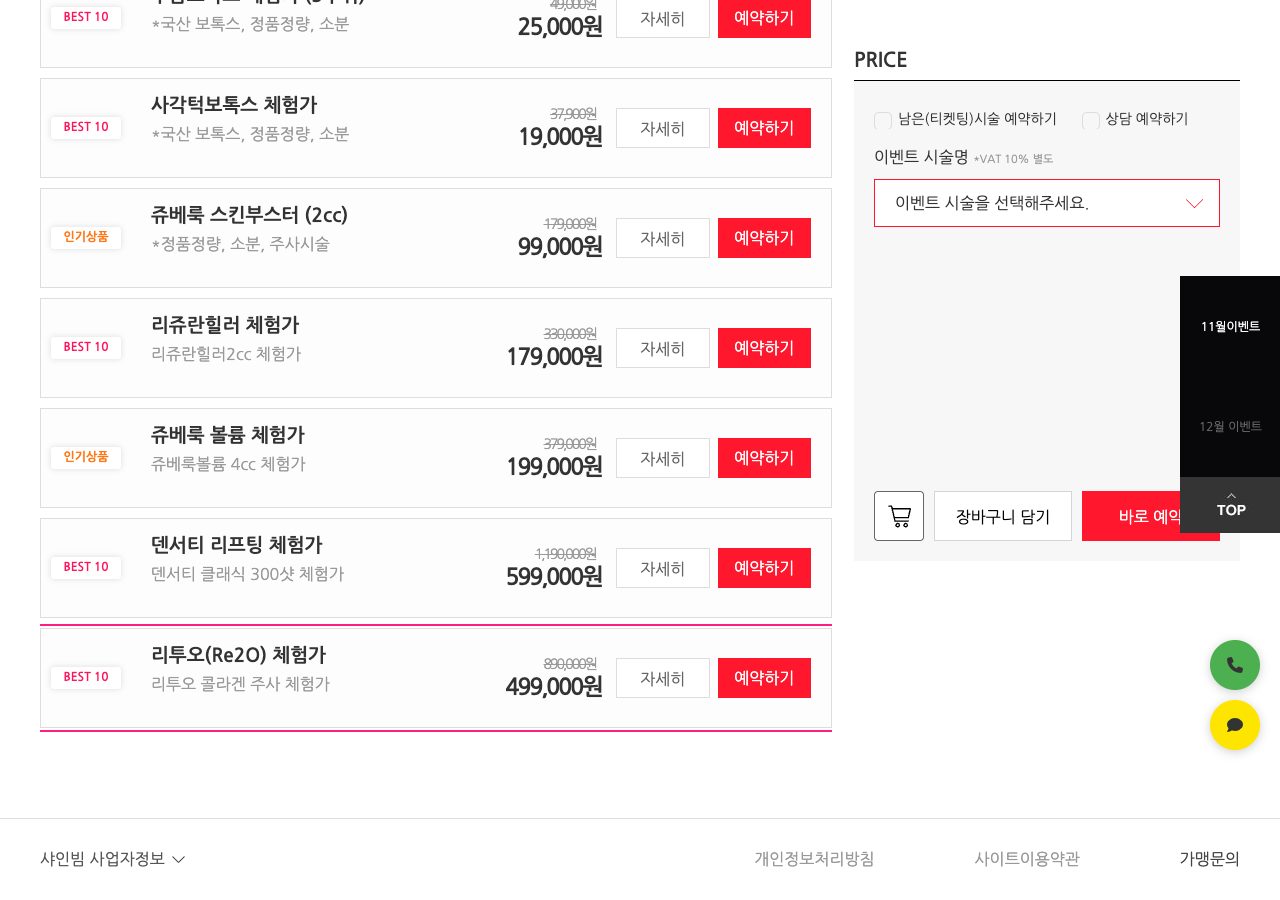 BEST 10
*국산 보톡스, 정품정량, 소분
49,000원
25,000원
자세히
예약하기
BEST 10
사각턱보톡스 체험가
*국산 보톡스, 정품정량, 소분
37,900원
19,000원
자세히
예약하기
인기상품
쥬베룩 스킨부스터 (2cc)
*정품정량, 소분, 주사시술
179,000원
99,000원
자세히
예약하기
BEST 10
리쥬란힐러 체험가
리쥬란힐러2cc 체험가
330,000원
179,000원
자세히
예약하기
인기상품
쥬베룩 볼륨 체험가
쥬베룩볼륨 4cc 체험가
379,000원
199,000원
자세히
예약하기
BEST 10
덴서티 리프팅 체험가
덴서티 클래식 300샷 체험가
1,190,000원
599,000원
자세히
예약하기
BEST 10
리투오(Re2O) 체험가
리투오 콜라겐 주사 체험가
890,000원
499,000원
자세히
예약하기
PRICE
남은(티켓팅)시술 예약하기
상담 예약하기
이벤트 시술명 *VAT 10% 별도
이벤트 시술을 선택해주세요.
장바구니 담기
바로 예약
11월이벤트
12월 이벤트
TOP
샤인빔 사업자정보
개인정보처리방침
사이트이용약관
가맹문의